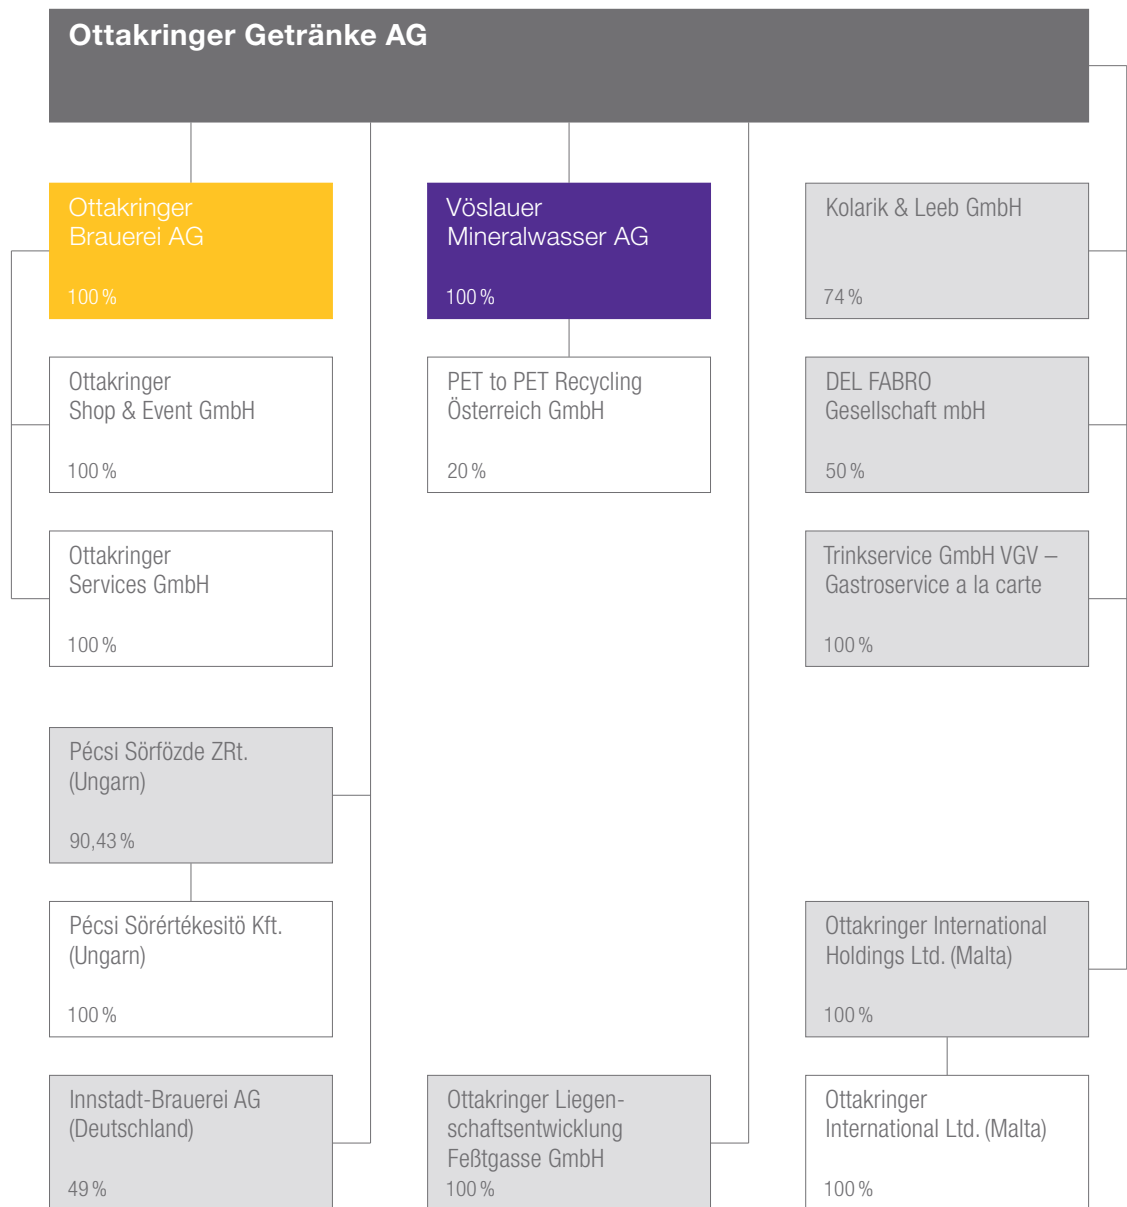 Ottakringer Getränke AG
Ottakringer
Brauerei AG
100 %
Vöslauer
Mineralwasser AG
100 %
Kolarik & Leeb GmbH
74 %
Ottakringer
Shop & Event GmbH
100 %
PET to PET Recycling
Österreich GmbH
20 %
DEL FABRO
Gesellschaft mbH
50 %
Ottakringer
Services GmbH
100 %
Trinkservice GmbH VGV –
Gastroservice a la carte
100 %
Pécsi Sörfözde ZRt.
(Ungarn)
90,43 %
Pécsi Sörértékesitö Kft.
(Ungarn)
100 %
Ottakringer International
Holdings Ltd. (Malta)
100 %
Innstadt-Brauerei AG
(Deutschland)
49 %
Ottakringer Liegen-
schaftsentwicklung
Feßtgasse GmbH
100 %
Ottakringer
International Ltd. (Malta)
100 %